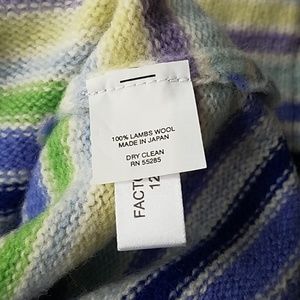 100% LAMBS WOOL
MADE IN JAPAN
DRY CLEAN
RN 55285
FACTO
12